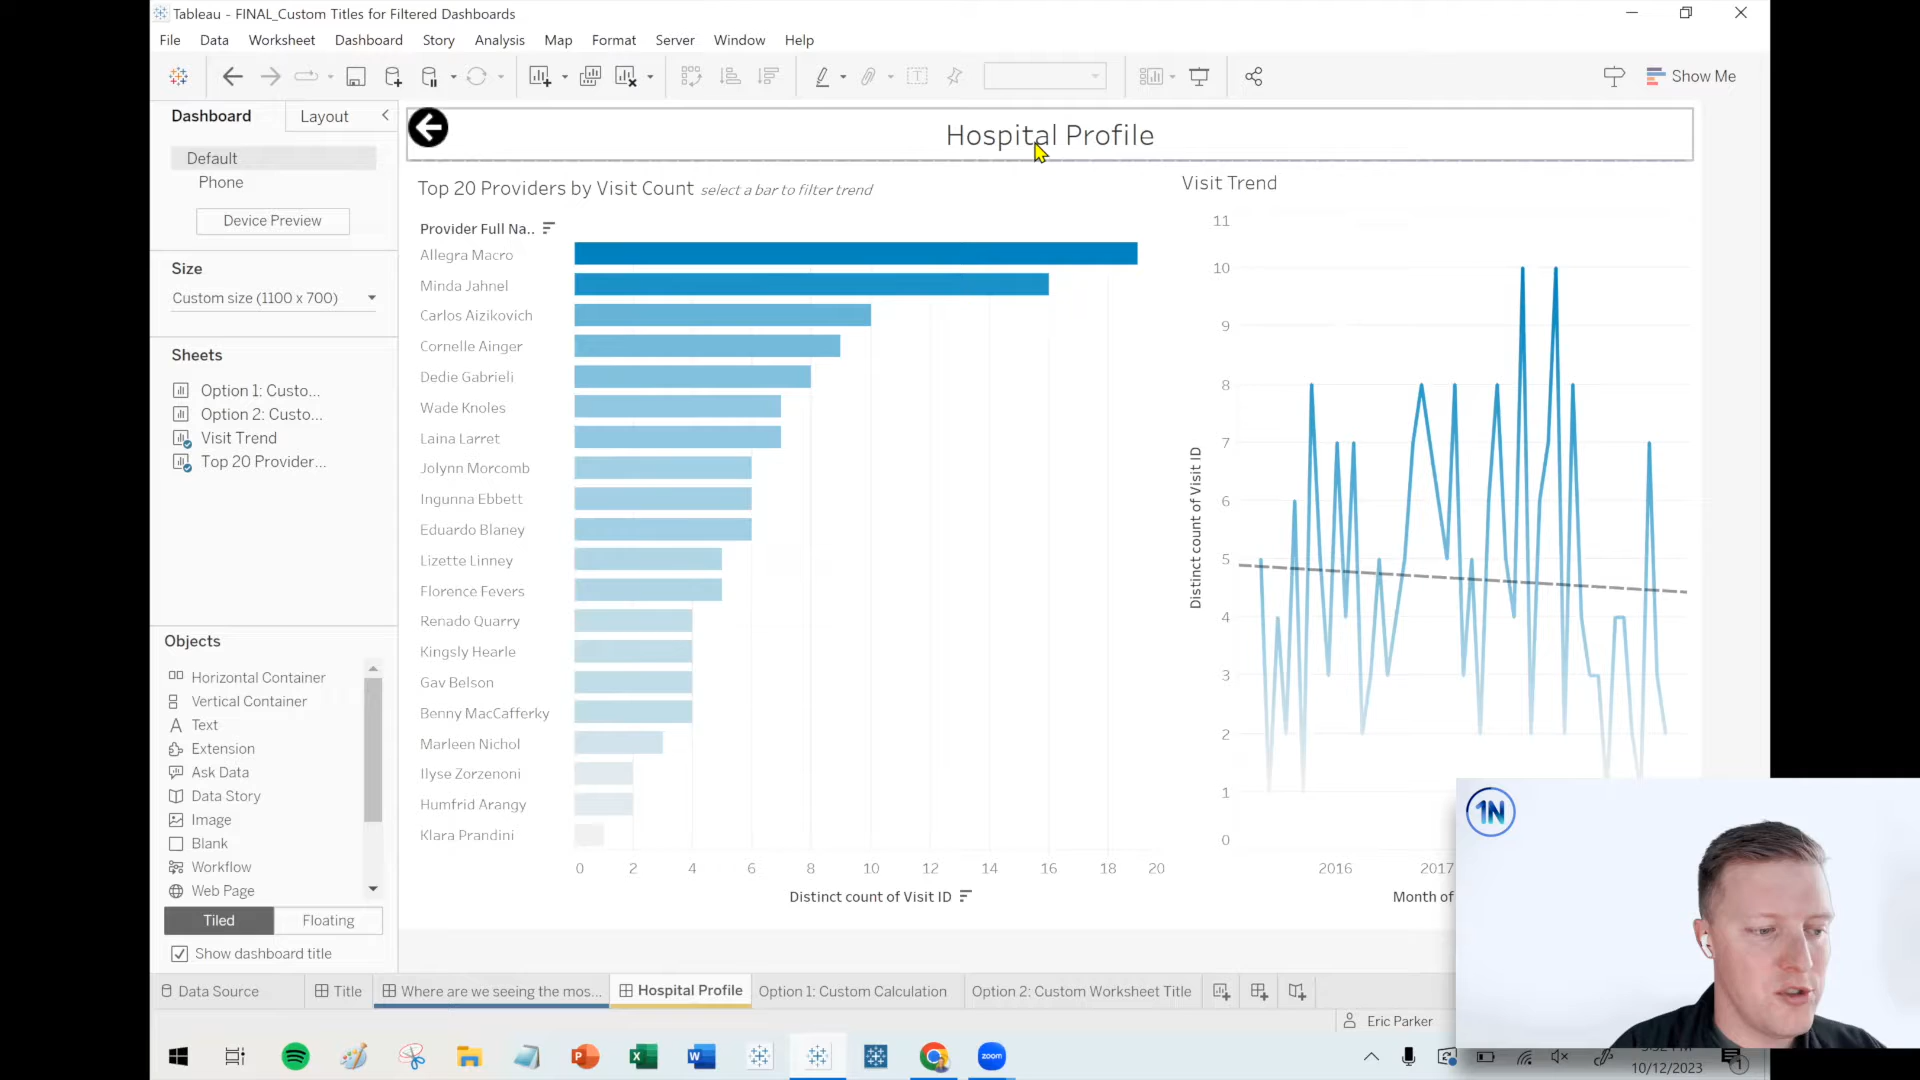 Tableau - FINAL_Custom Titles for Filtered Dashboards
File Data Worksheet Dashboard Story Analysis Map Format Server Window Help
Show Me
Dashboard Layout
Default
Phone
Device Preview
Size
Custom size (1100 x 700)
Sheets
Option 1: Custo...
Option 2: Custo...
Visit Trend
Top 20 Provider...
Objects
Horizontal Container
Vertical Container
Text
Extension
Ask Data
Data Story
Image
Blank
Workflow
Web Page
Tiled Floating
Show dashboard title
Hospital Profile
Top 20 Providers by Visit Count select a bar to filter trend
Provider Full Na..
Allegra Macro
Minda Jahnel
Carlos Aizikovich
Cornelle Ainger
Dedie Gabrieli
Wade Knoles
Laina Larret
Jolynn Morcomb
Ingunna Ebbett
Eduardo Blaney
Lizette Linney
Florence Fevers
Renado Quarry
Kingsly Hearle
Gav Belson
Benny MacCafferky
Marleen Nichol
Ilyse Zorzenoni
Humfrid Arangy
Klara Prandini
0 2 4 6 8 10 12 14 16 18 20
Distinct count of Visit ID
Visit Trend
11
10
9
8
7
6
5
4
3
2
1
0
Distinct count of Visit ID
2016 2017
Month of
1N
Data Source Title Where are we seeing the mos... Hospital Profile Option 1: Custom Calculation Option 2: Custom Worksheet Title
Eric Parker
zoom
10/12/2023
1